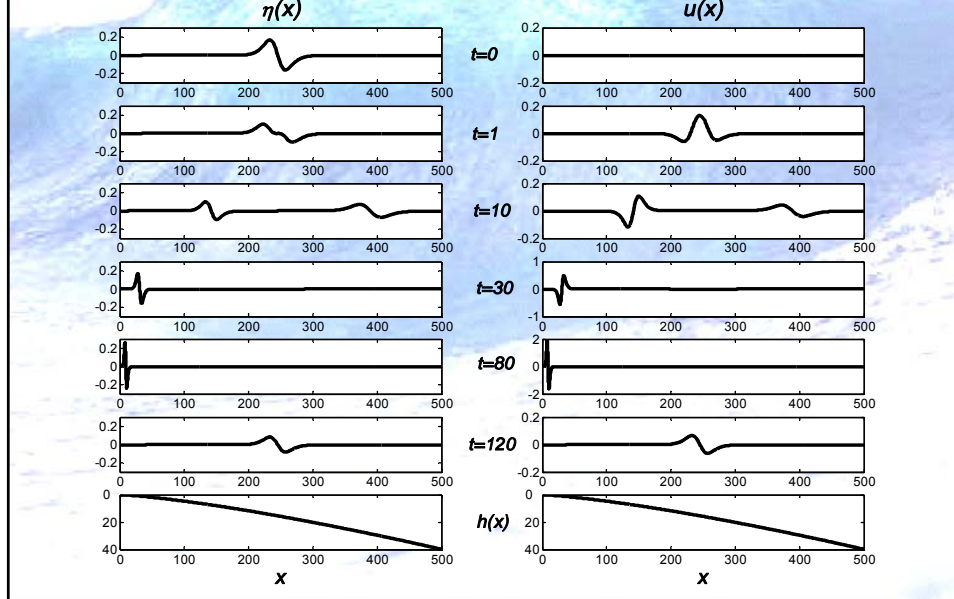 η(x) u(x)
0.2 0 -0.2 0 100 200 300 400 500 t=0 0.2 0 -0.2 0 100 200 300 400 500
0.2 0 -0.2 0 100 200 300 400 500 t=1 0.2 0 -0.2 0 100 200 300 400 500
0.2 0 -0.2 0 100 200 300 400 500 t=10 0.2 0 -0.2 0 100 200 300 400 500
0.2 0 -0.2 0 100 200 300 400 500 t=30 1 0 -1 0 100 200 300 400 500
0.2 0 -0.2 0 100 200 300 400 500 t=80 2 0 -2 0 100 200 300 400 500
0.2 0 -0.2 0 100 200 300 400 500 t=120 0.2 0 -0.2 0 100 200 300 400 500
0 20 40 0 100 200 300 400 500 h(x) 0 20 40 0 100 200 300 400 500
x x